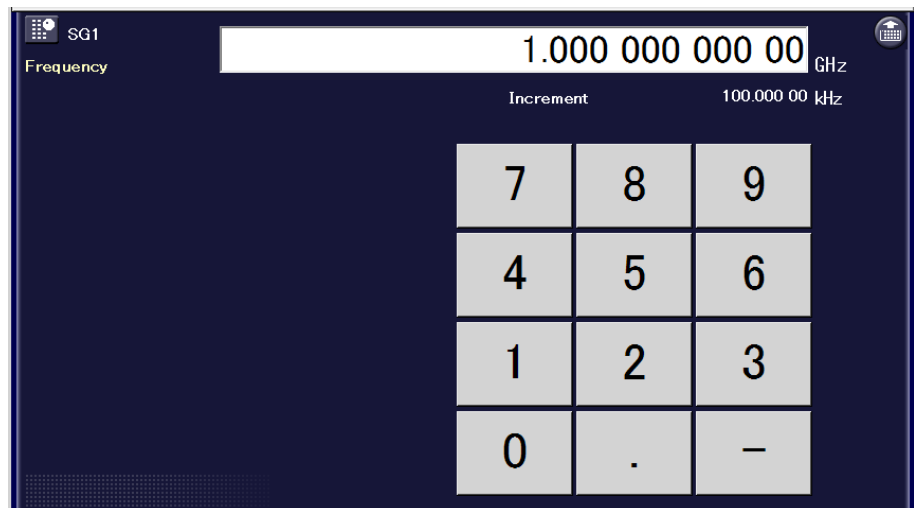 SG1
Frequency
1.000 000 000 00 GHz
Increment 100.000 00 kHz
7 8 9
4 5 6
1 2 3
0 . −